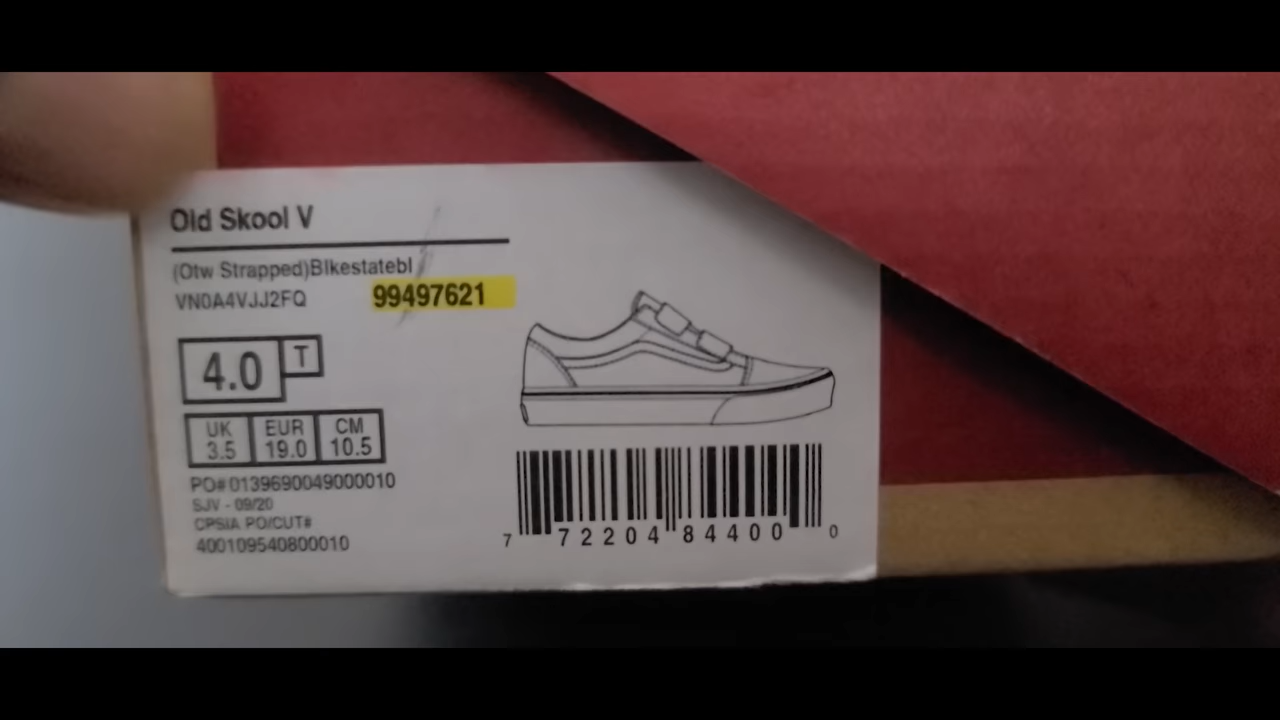 Old Skool V
(Otw Strapped)Blkestatebl
VN0A4VJJ2FQ 99497621
4.0 T
UK EUR CM
3.5 19.0 10.5
PO#0139690049000010
SJV - 09/20
CPSIA PO/CUT#
400109540800010
7 72204 84400 0